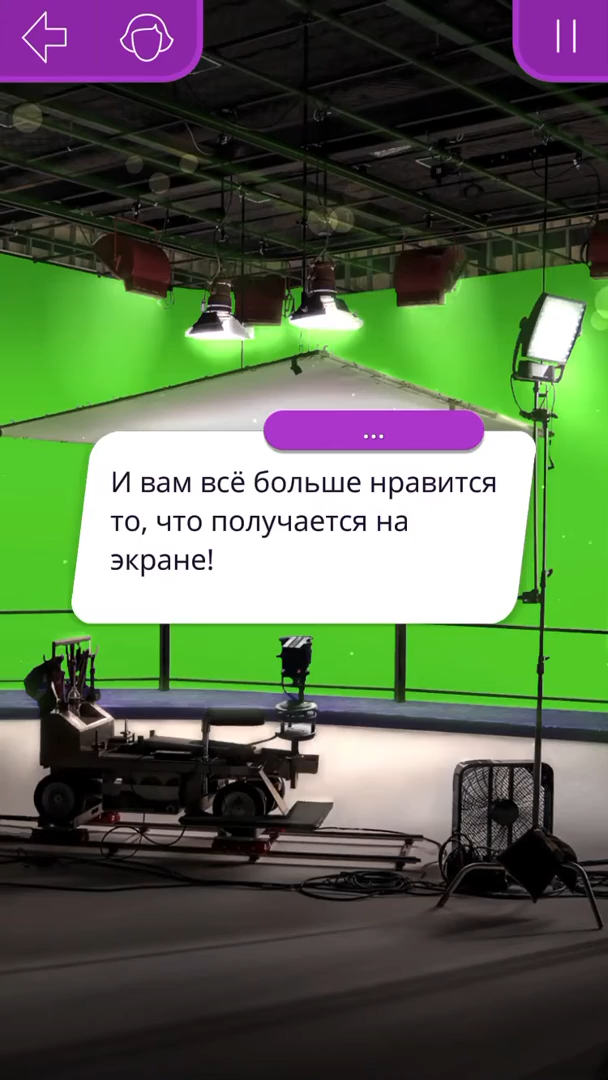 ...
И вам всё больше нравится
то, что получается на
экране!